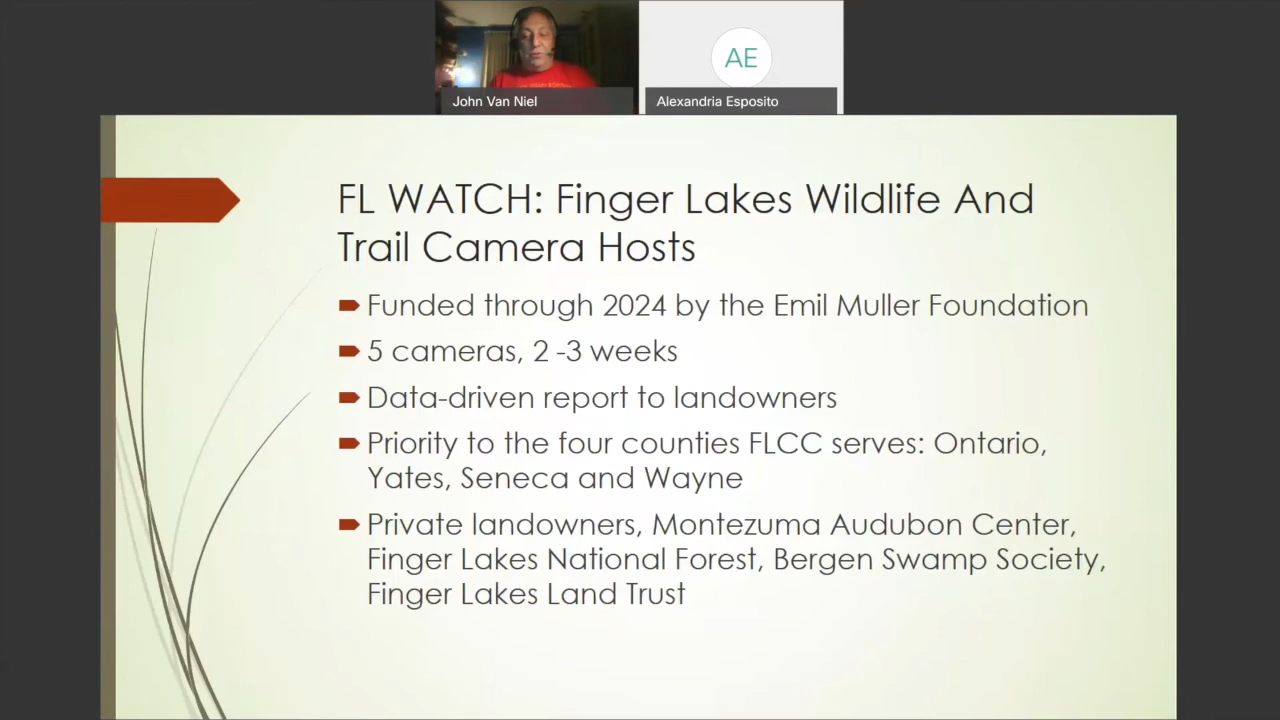 John Van Niel
AE
Alexandria Esposito
FL WATCH: Finger Lakes Wildlife And
Trail Camera Hosts
Funded through 2024 by the Emil Muller Foundation
5 cameras, 2 -3 weeks
Data-driven report to landowners
Priority to the four counties FLCC serves: Ontario,
Yates, Seneca and Wayne
Private landowners, Montezuma Audubon Center,
Finger Lakes National Forest, Bergen Swamp Society,
Finger Lakes Land Trust